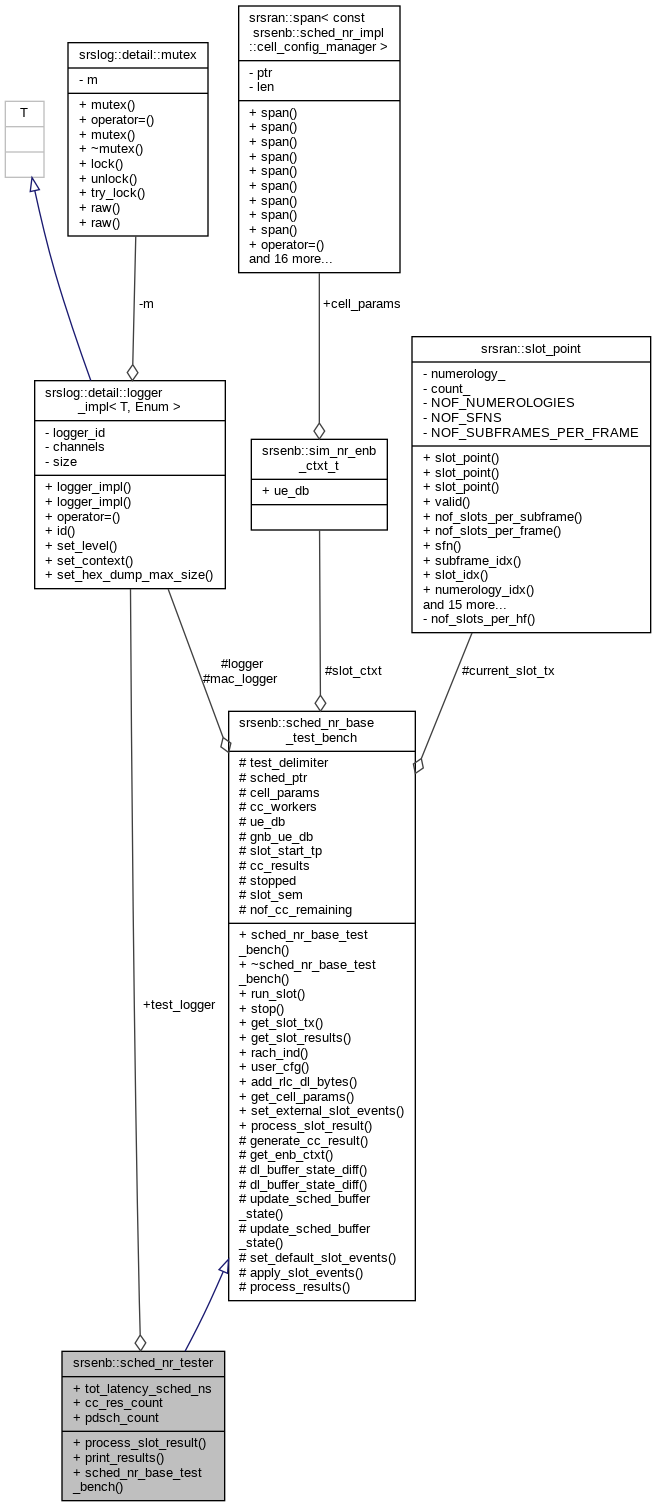 srsran::span< const
srsenb::sched_nr_impl
::cell_config_manager >
- ptr
- len
+ span()
+ span()
+ span()
+ span()
+ span()
+ span()
+ span()
+ span()
+ span()
+ operator=()
and 16 more...
srslog::detail::mutex
- m
+ mutex()
+ operator=()
+ mutex()
+ ~mutex()
+ lock()
+ unlock()
+ try_lock()
+ raw()
+ raw()
T
-m
+cell_params
srsran::slot_point
- numerology_
- count_
- NOF_NUMEROLOGIES
- NOF_SFNS
- NOF_SUBFRAMES_PER_FRAME
+ slot_point()
+ slot_point()
+ slot_point()
+ valid()
+ nof_slots_per_subframe()
+ nof_slots_per_frame()
+ sfn()
+ subframe_idx()
+ slot_idx()
+ numerology_idx()
and 15 more...
- nof_slots_per_hf()
srslog::detail::logger
_impl< T, Enum >
- logger_id
- channels
- size
+ logger_impl()
+ logger_impl()
+ operator=()
+ id()
+ set_level()
+ set_context()
+ set_hex_dump_max_size()
srsenb::sim_nr_enb
_ctxt_t
+ ue_db
#logger
#mac_logger
#slot_ctxt
#current_slot_tx
srsenb::sched_nr_base
_test_bench
# test_delimiter
# sched_ptr
# cell_params
# cc_workers
# ue_db
# gnb_ue_db
# slot_start_tp
# cc_results
# stopped
# slot_sem
# nof_cc_remaining
+ sched_nr_base_test
_bench()
+ ~sched_nr_base_test
_bench()
+ run_slot()
+ stop()
+ get_slot_tx()
+ get_slot_results()
+ rach_ind()
+ user_cfg()
+ add_rlc_dl_bytes()
+ get_cell_params()
+ set_external_slot_events()
+ process_slot_result()
# generate_cc_result()
# get_enb_ctxt()
# dl_buffer_state_diff()
# dl_buffer_state_diff()
# update_sched_buffer
_state()
# update_sched_buffer
_state()
# set_default_slot_events()
# apply_slot_events()
# process_results()
+test_logger
srsenb::sched_nr_tester
+ tot_latency_sched_ns
+ cc_res_count
+ pdsch_count
+ process_slot_result()
+ print_results()
+ sched_nr_base_test
_bench()